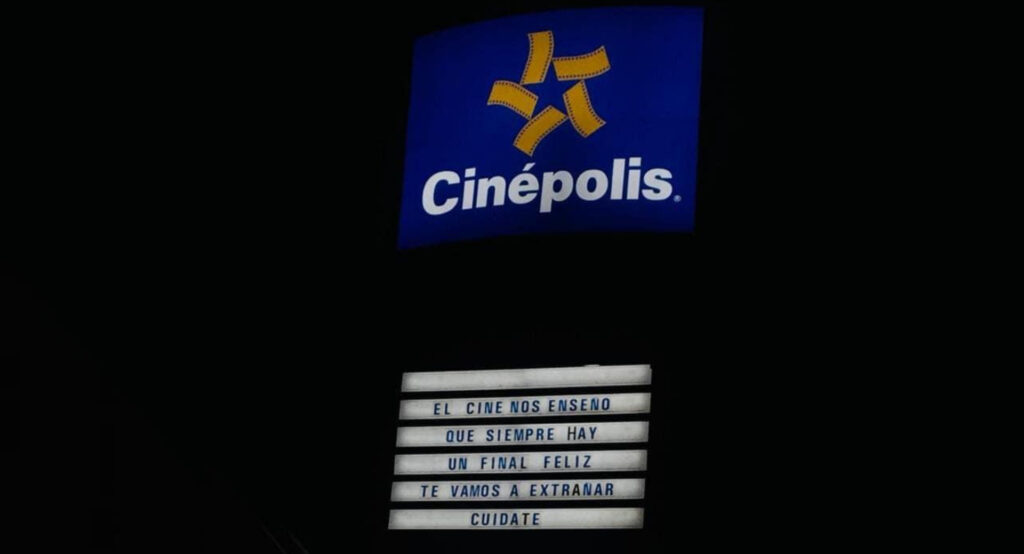 Cinépolis®
EL CINE NOS ENSEÑO
QUE SIEMPRE HAY
UN FINAL FELIZ
TE VAMOS A EXTRAÑAR
CUIDATE